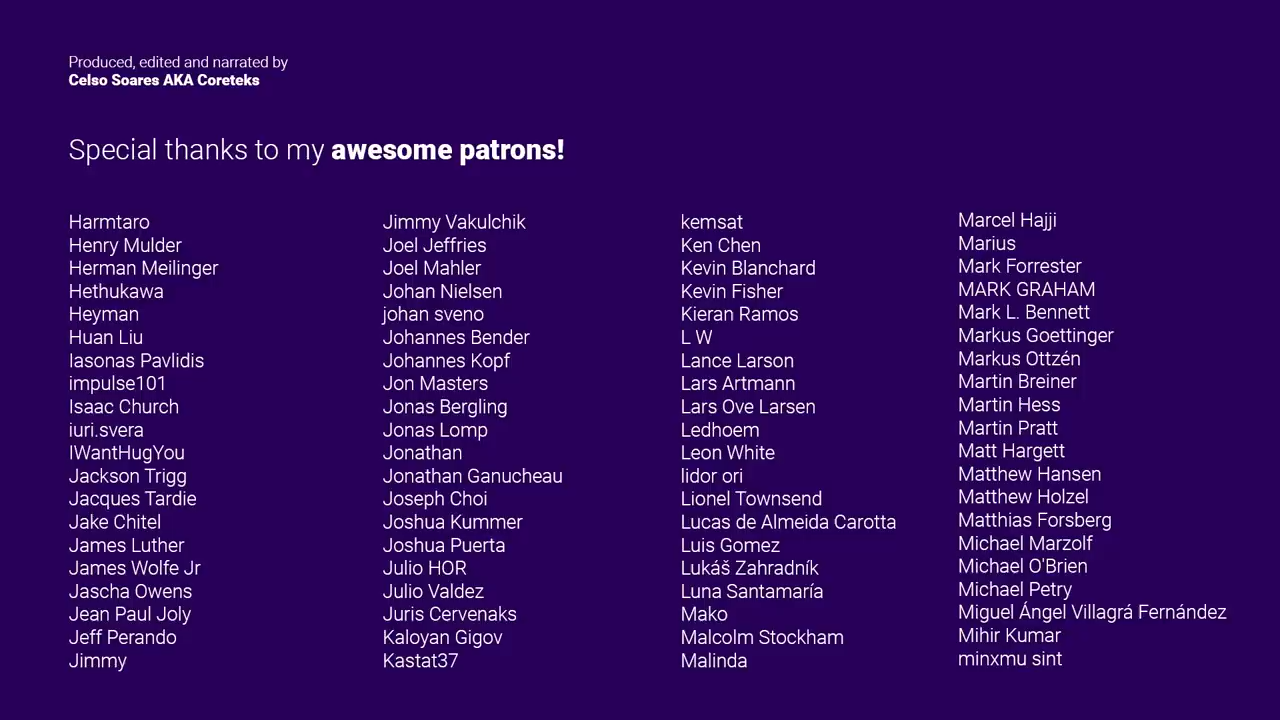 Produced, edited and narrated by
Celso Soares AKA Coreteks
Special thanks to my awesome patrons!
Harmtaro
Henry Mulder
Herman Meilinger
Hethukawa
Heyman
Huan Liu
Iasonas Pavlidis
impulse101
Isaac Church
iuri.svera
IWantHugYou
Jackson Trigg
Jacques Tardie
Jake Chitel
James Luther
James Wolfe Jr
Jascha Owens
Jean Paul Joly
Jeff Perando
Jimmy
Jimmy Vakulchik
Joel Jeffries
Joel Mahler
Johan Nielsen
johan sveno
Johannes Bender
Johannes Kopf
Jon Masters
Jonas Bergling
Jonas Lomp
Jonathan
Jonathan Ganucheau
Joseph Choi
Joshua Kummer
Joshua Puerta
Julio HOR
Julio Valdez
Juris Cervenaks
Kaloyan Gigov
Kastat37
kemsat
Ken Chen
Kevin Blanchard
Kevin Fisher
Kieran Ramos
L W
Lance Larson
Lars Artmann
Lars Ove Larsen
Ledhoem
Leon White
lidor ori
Lionel Townsend
Lucas de Almeida Carotta
Luis Gomez
Lukáš Zahradník
Luna Santamaría
Mako
Malcolm Stockham
Malinda
Marcel Hajji
Marius
Mark Forrester
MARK GRAHAM
Mark L. Bennett
Markus Goettinger
Markus Ottzén
Martin Breiner
Martin Hess
Martin Pratt
Matt Hargett
Matthew Hansen
Matthew Holzel
Matthias Forsberg
Michael Marzolf
Michael O'Brien
Michael Petry
Miguel Ángel Villagrá Fernández
Mihir Kumar
minxmu sint